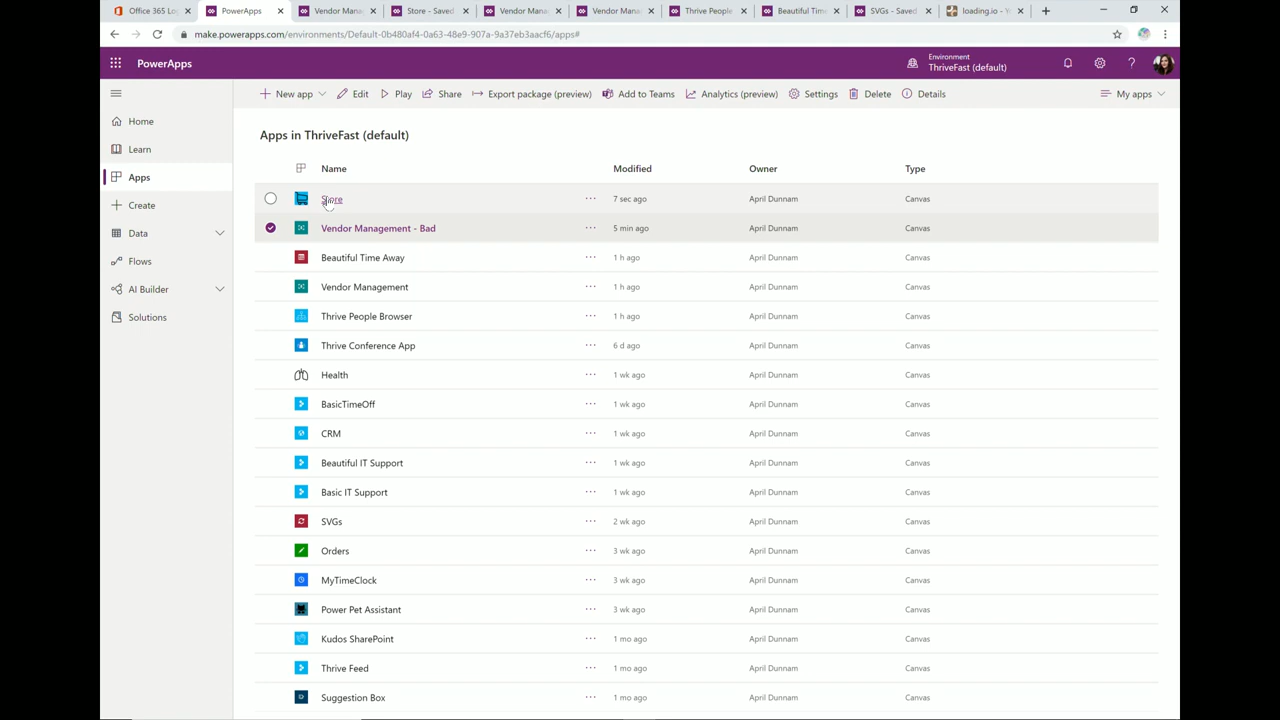 Office 365 Log
PowerApps
Vendor Mana
Store - Saved
Vendor Mana
Vendor Mana
Thrive People
Beautiful Time
SVGs - Saved
loading.io - Y
make.powerapps.com/environments/Default-0b480af4-0a63-48e9-907a-9a37eb3aacf6/apps#
PowerApps
Environment
ThriveFast (default)
New app
Edit
Play
Share
Export package (preview)
Add to Teams
Analytics (preview)
Settings
Delete
Details
My apps
Home
Learn
Apps
Create
Data
Flows
AI Builder
Solutions
Apps in ThriveFast (default)
Name Modified Owner Type
Store ... 7 sec ago April Dunnam Canvas
Vendor Management - Bad ... 5 min ago April Dunnam Canvas
Beautiful Time Away ... 1 h ago April Dunnam Canvas
Vendor Management ... 1 h ago April Dunnam Canvas
Thrive People Browser ... 1 h ago April Dunnam Canvas
Thrive Conference App ... 6 d ago April Dunnam Canvas
Health ... 1 wk ago April Dunnam Canvas
BasicTimeOff ... 1 wk ago April Dunnam Canvas
CRM ... 1 wk ago April Dunnam Canvas
Beautiful IT Support ... 1 wk ago April Dunnam Canvas
Basic IT Support ... 1 wk ago April Dunnam Canvas
SVGs ... 2 wk ago April Dunnam Canvas
Orders ... 3 wk ago April Dunnam Canvas
MyTimeClock ... 3 wk ago April Dunnam Canvas
Power Pet Assistant ... 3 wk ago April Dunnam Canvas
Kudos SharePoint ... 1 mo ago April Dunnam Canvas
Thrive Feed ... 1 mo ago April Dunnam Canvas
Suggestion Box ... 1 mo ago April Dunnam Canvas